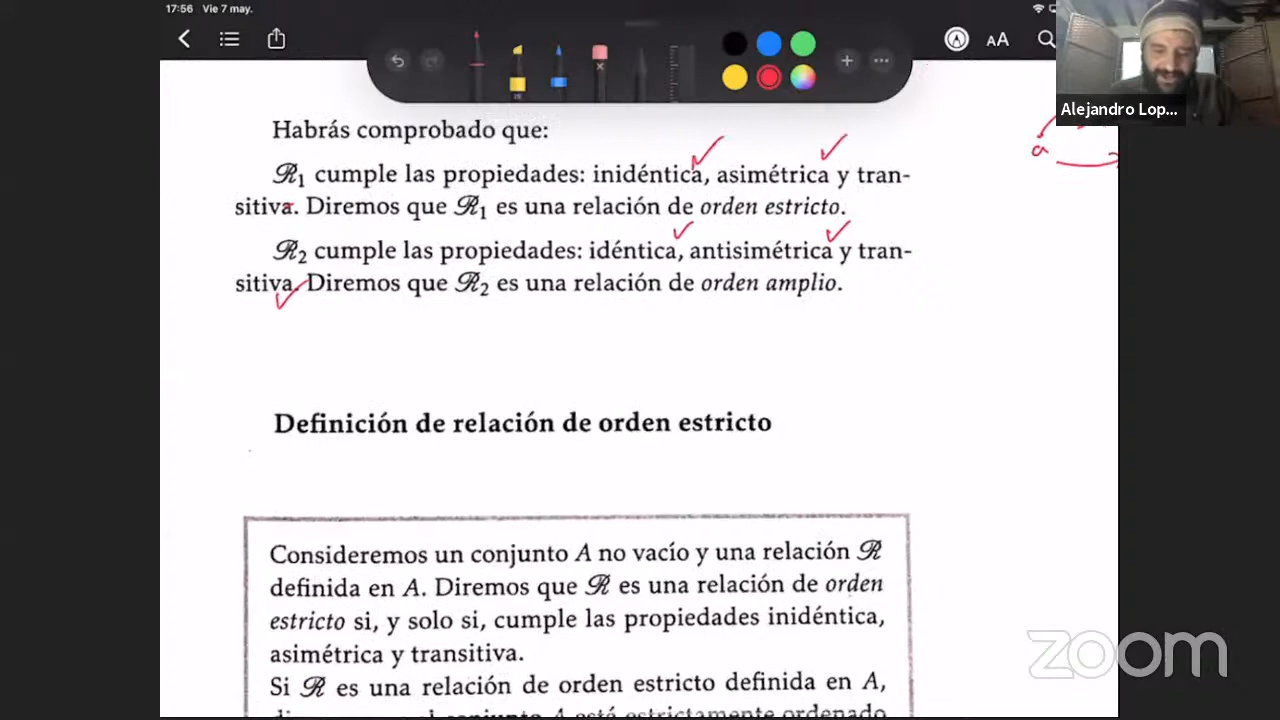 17:56 Vie 7 may.
AA
Alejandro Lop...
a
Habrás comprobado que:
ℛ1 cumple las propiedades: inidéntica, asimétrica y tran-
sitiva. Diremos que ℛ1 es una relación de orden estricto.
ℛ2 cumple las propiedades: idéntica, antisimétrica y tran-
sitiva. Diremos que ℛ2 es una relación de orden amplio.
Definición de relación de orden estricto
Consideremos un conjunto A no vacío y una relación ℛ
definida en A. Diremos que ℛ es una relación de orden
estricto si, y solo si, cumple las propiedades inidéntica,
asimétrica y transitiva.
Si ℛ es una relación de orden estricto definida en A,
A está estrictamente ordenado
zoom